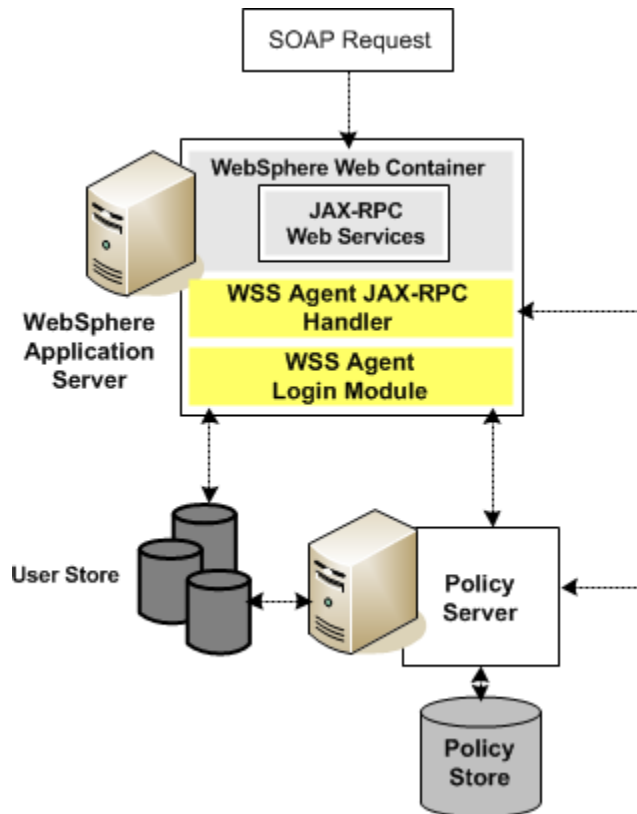 SOAP Request
WebSphere Web Container
JAX-RPC
Web Services
WSS Agent JAX-RPC
Handler
WebSphere
Application
Server
WSS Agent
Login Module
User Store
Policy
Server
Policy
Store